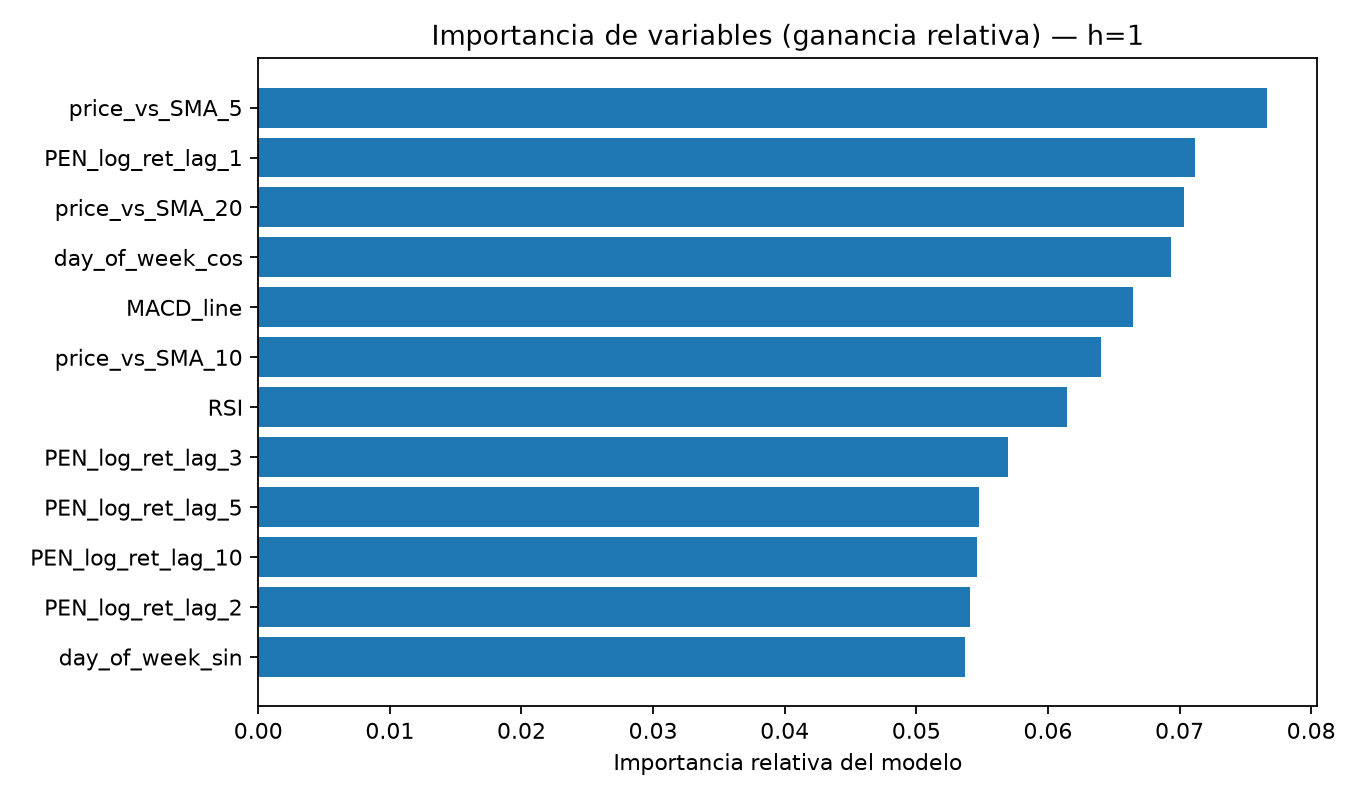 Importancia de variables (ganancia relativa) — h=1
price_vs_SMA_5
PEN_log_ret_lag_1
price_vs_SMA_20
day_of_week_cos
MACD_line
price_vs_SMA_10
RSI
PEN_log_ret_lag_3
PEN_log_ret_lag_5
PEN_log_ret_lag_10
PEN_log_ret_lag_2
day_of_week_sin
0.00 0.01 0.02 0.03 0.04 0.05 0.06 0.07 0.08
Importancia relativa del modelo